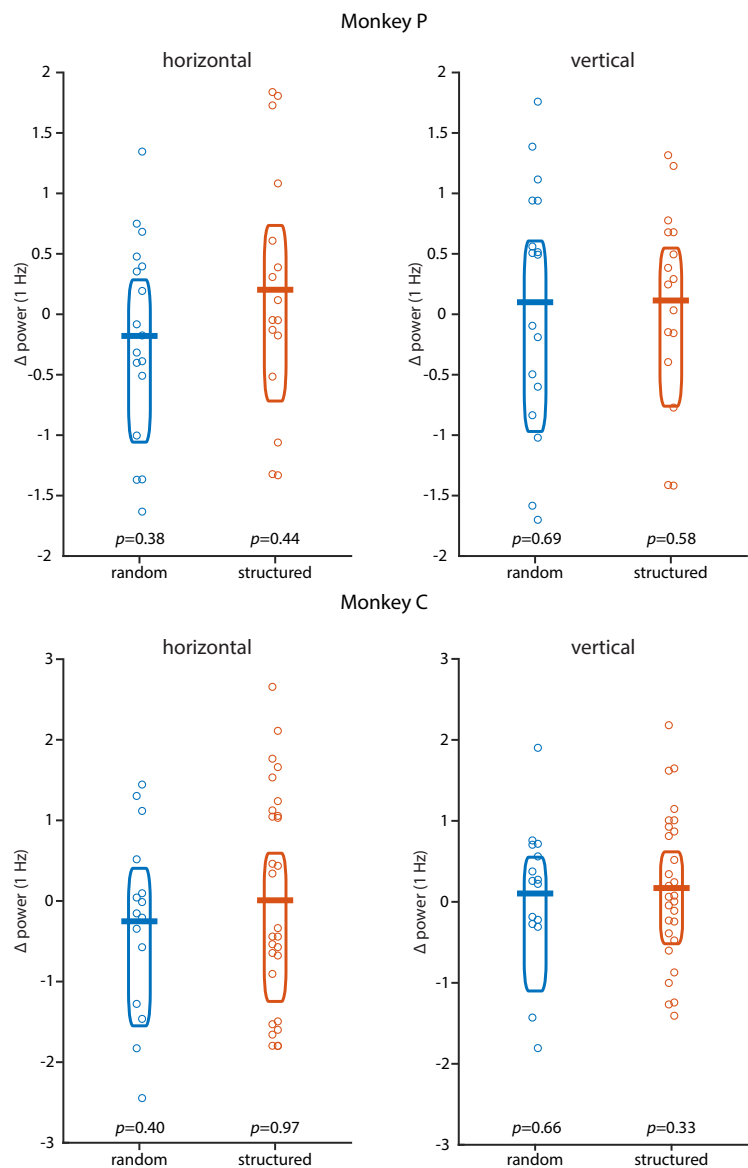 Monkey P
horizontal
vertical
2
1.5
1
0.5
0
-0.5
-1
-1.5
-2
Δ power (1 Hz)
p=0.38
p=0.44
random
structured
2
1.5
1
0.5
0
-0.5
-1
-1.5
-2
Δ power (1 Hz)
p=0.69
p=0.58
random
structured
Monkey C
horizontal
vertical
3
2
1
0
-1
-2
-3
Δ power (1 Hz)
p=0.40
p=0.97
random
structured
3
2
1
0
-1
-2
-3
Δ power (1 Hz)
p=0.66
p=0.33
random
structured